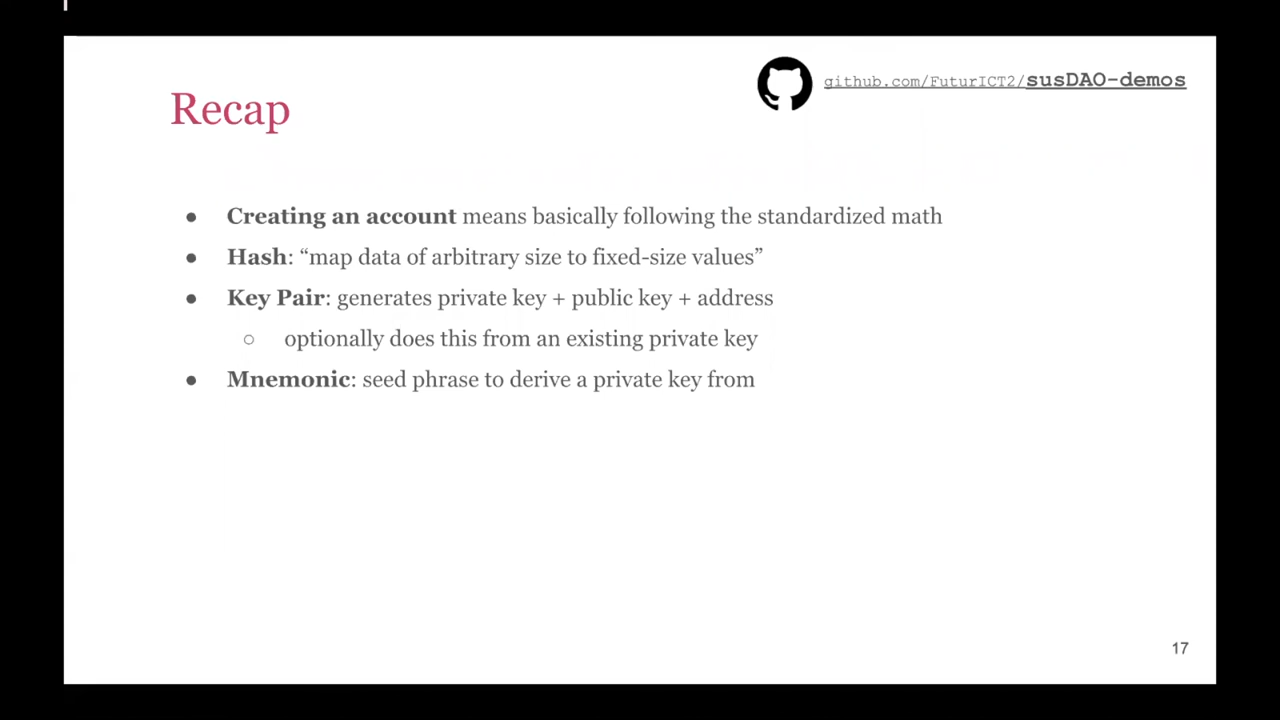 github.com/FuturICT2/susDAO-demos
Recap
● Creating an account means basically following the standardized math
● Hash: “map data of arbitrary size to fixed-size values”
● Key Pair: generates private key + public key + address
○ optionally does this from an existing private key
● Mnemonic: seed phrase to derive a private key from
17